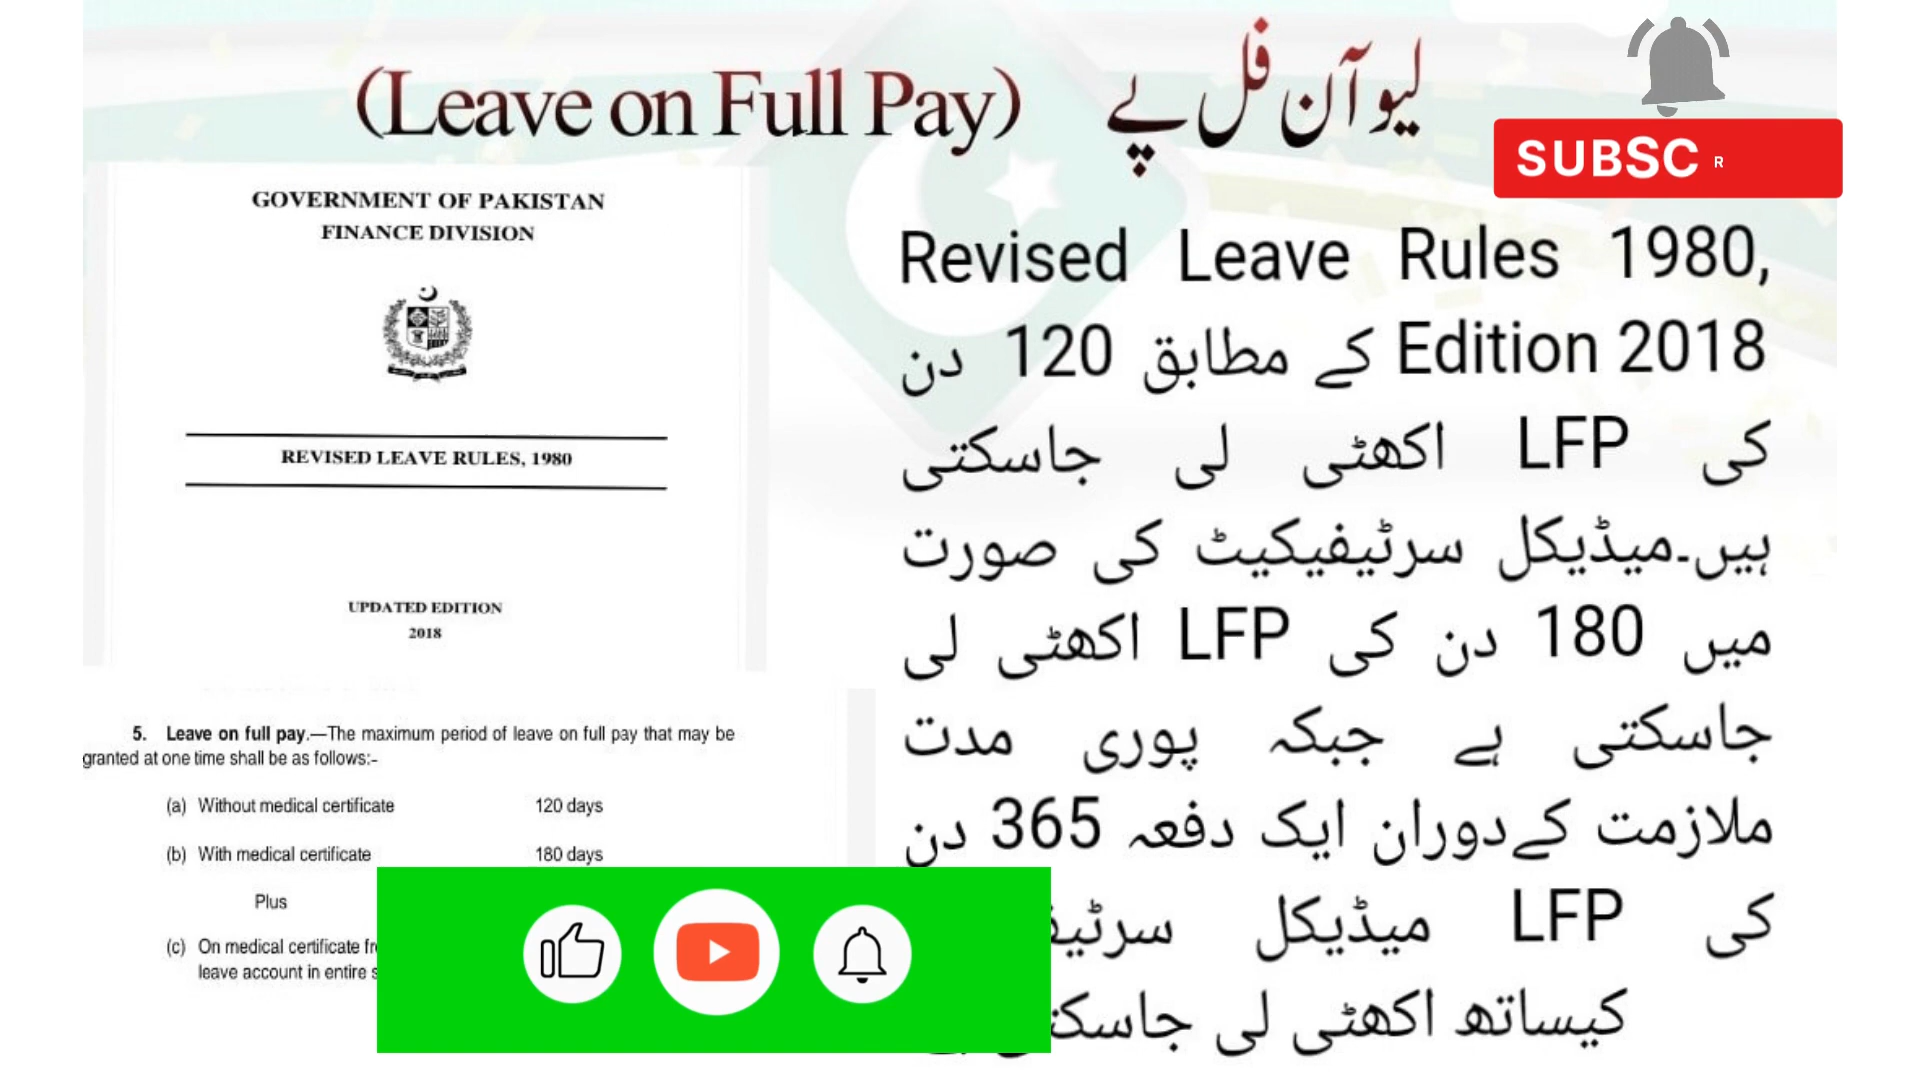 (Leave on Full Pay) لیو آن فل پے
SUBSC R
GOVERNMENT OF PAKISTAN
FINANCE DIVISION
REVISED LEAVE RULES, 1980
UPDATED EDITION
2018
5. Leave on full pay.—The maximum period of leave on full pay that may be
granted at one time shall be as follows:-
(a) Without medical certificate 120 days
(b) With medical certificate 180 days
Plus
(c) On medical certificate
leave account in entire
Revised Leave Rules 1980,
Edition 2018 کے مطابق 120 دن
کی LFP اکھٹی لی جاسکتی
ہیں۔میڈیکل سرٹیفیکیٹ کی صورت
میں 180 دن کی LFP اکھٹی لی
جاسکتی ہے جبکہ پوری مدت
ملازمت کےدوران ایک دفعہ 365 دن
کی LFP میڈیکل
کیساتھ اکھٹی لی